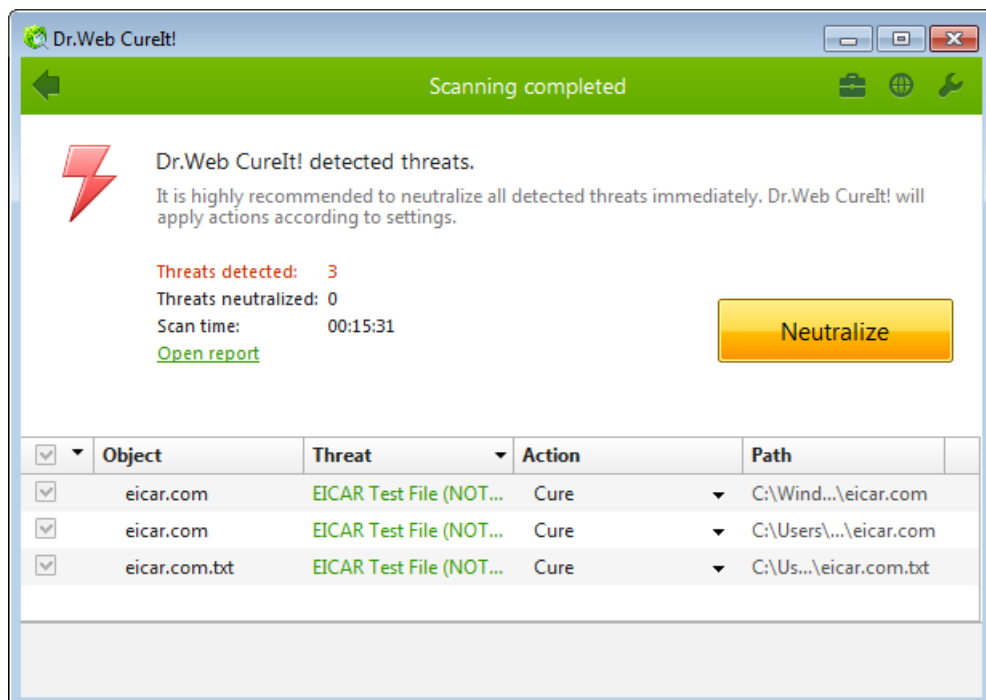 Dr.Web CureIt!
Scanning completed
Dr.Web CureIt! detected threats.
It is highly recommended to neutralize all detected threats immediately. Dr.Web CureIt! will
apply actions according to settings.
Threats detected: 3
Threats neutralized: 0
Scan time: 00:15:31
Open report
Neutralize
Object Threat Action Path
eicar.com EICAR Test File (NOT... Cure C:\Wind...\eicar.com
eicar.com EICAR Test File (NOT... Cure C:\Users\...\eicar.com
eicar.com.txt EICAR Test File (NOT... Cure C:\Us...\eicar.com.txt